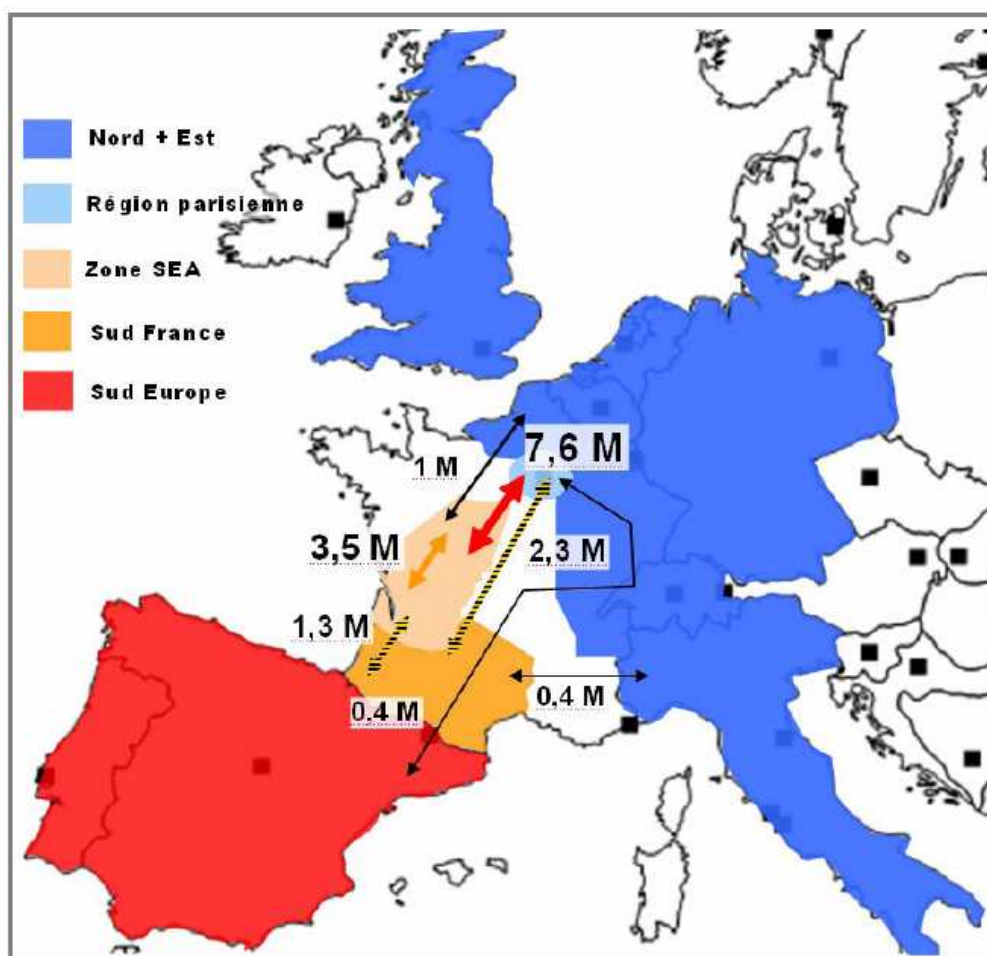 Nord + Est
Région parisienne
Zone SEA
Sud France
Sud Europe
7,6 M
1 M
3,5 M
2,3 M
1,3 M
0,4 M
0.4 M